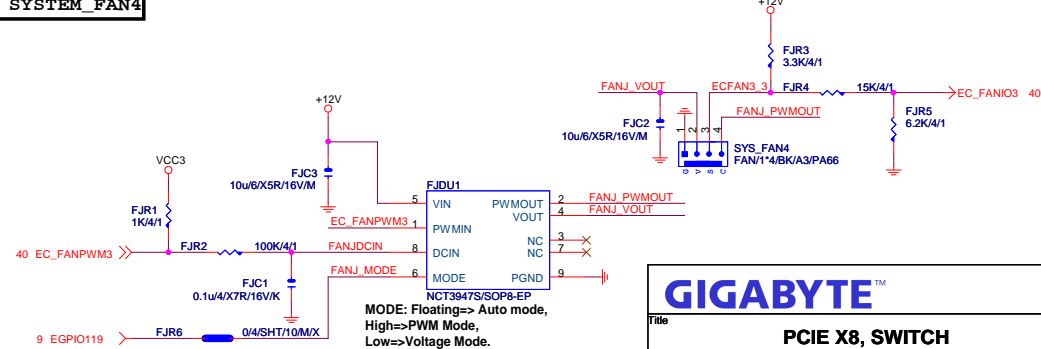 SYSTEM_FAN4
+12V
FJR3
3.3K/4/1
FANJ_VOUT
ECFAN3_3
FJR4
15K/4/1
EC_FANIO3 40
FANJ_PWMOUT
FJR5
6.2K/4/1
FJC2
10u/6/X5R/16V/M
1
2
3
4
G
V
S
C
SYS_FAN4
FAN/1*4/BK/A3/PA66
+12V
FJC3
10u/6/X5R/16V/M
VCC3
FJR1
1K/4/1
FJDU1
5 VIN
PWMOUT 2 FANJ_PWMOUT
VOUT 4 FANJ_VOUT
EC_FANPWM3 1 PWMIN
NC 3
NC 7
40 EC_FANPWM3
FJR2
100K/4/1
FANJDCIN 8 DCIN
FJC1
0.1u/4/X7R/16V/K
FANJ_MODE 6 MODE
PGND 9
NCT3947S/SOP8-EP
MODE: Floating=> Auto mode,
High=>PWM Mode,
Low=>Voltage Mode.
9 EGPIO119
FJR6
0/4/SHT/10/M/X
GIGABYTE™
Title
PCIE X8, SWITCH